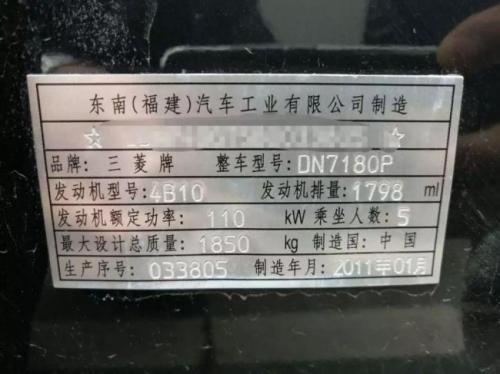 东南(福建)汽车工业有限公司制造
品牌: 三菱牌 整车型号: DN7180P
发动机型号: 4B10 发动机排量: 1798 ml
发动机额定功率: 110 kW 乘坐人数: 5
最大设计总质量: 1850 kg 制造国: 中国
生产序号: 033805 制造年月: 2011年01月